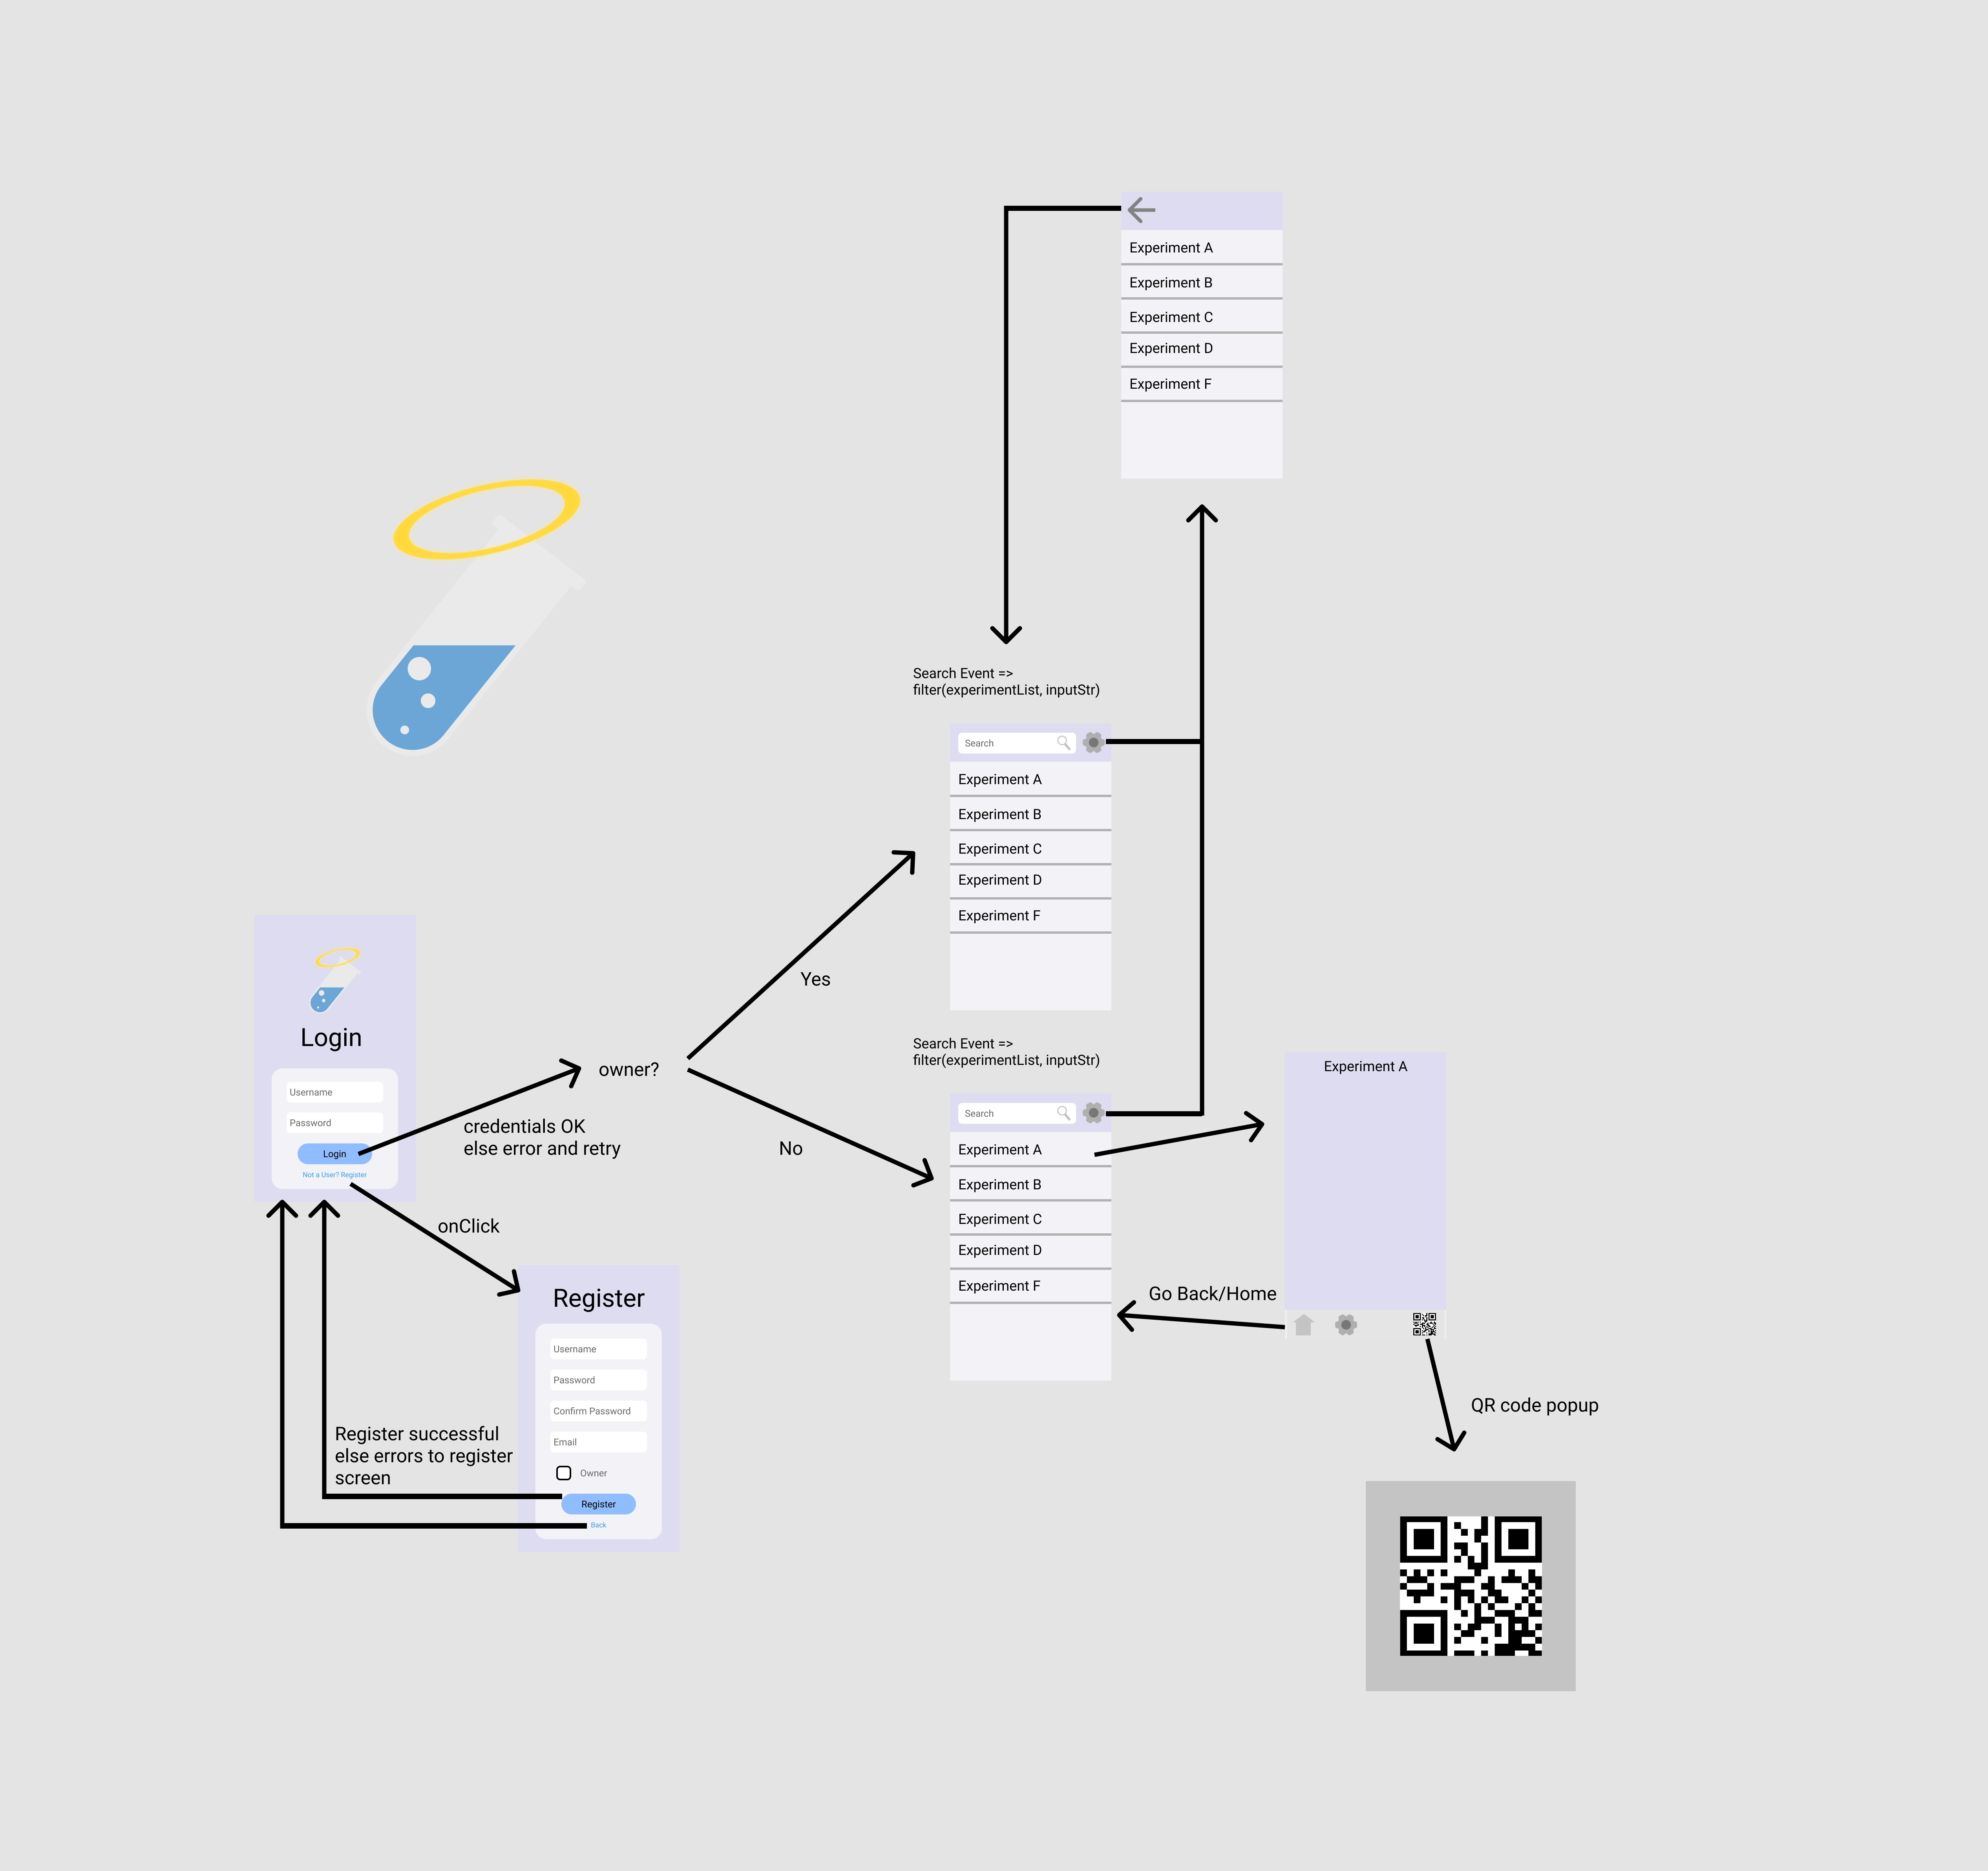 Experiment A
Experiment B
Experiment C
Experiment D
Experiment F
Search Event =>
filter(experimentList, inputStr)
Search
Experiment A
Experiment B
Experiment C
Experiment D
Experiment F
Yes
Login
Username
Password
Login
Not a User? Register
owner?
credentials OK
else error and retry
No
onClick
Search Event =>
filter(experimentList, inputStr)
Search
Experiment A
Experiment B
Experiment C
Experiment D
Experiment F
Experiment A
Go Back/Home
QR code popup
Register
Username
Password
Confirm Password
Email
Owner
Register
Back
Register successful
else errors to register
screen